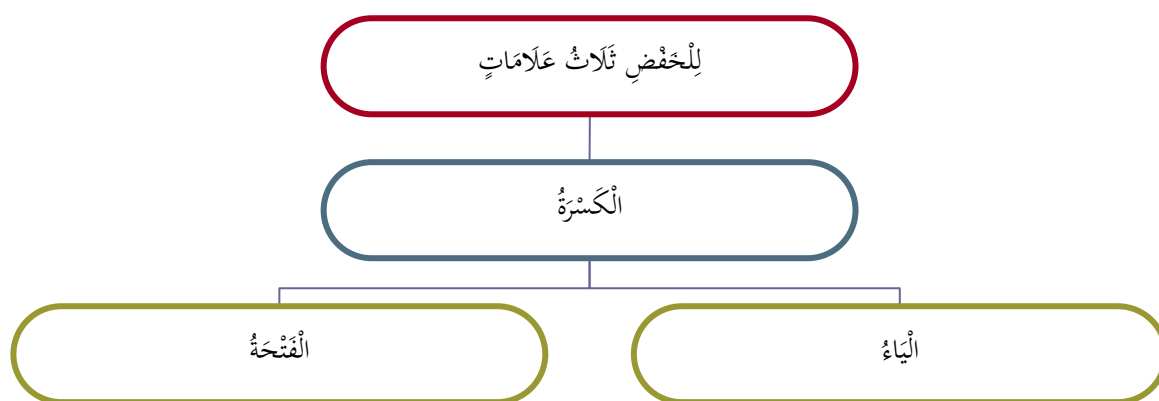 لِلْخَفْضِ ثَلَاثُ عَلَامَاتٍ
الْكَسْرَةُ
الْيَاءُ
الْفَتْحَةُ